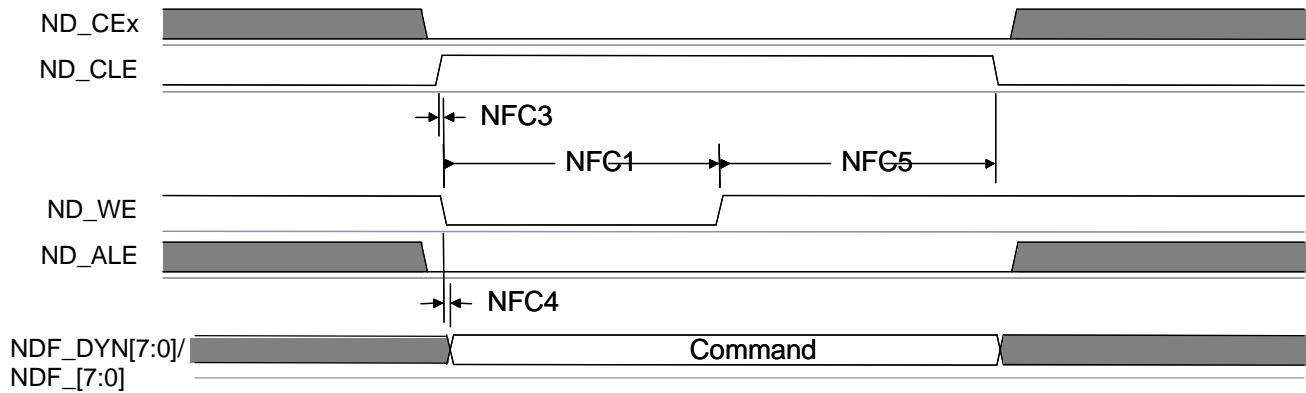 ND_CEx
ND_CLE
NFC3
NFC1 NFC5
ND_WE
ND_ALE
NFC4
NDF_DYN[7:0]/ Command
NDF_[7:0]